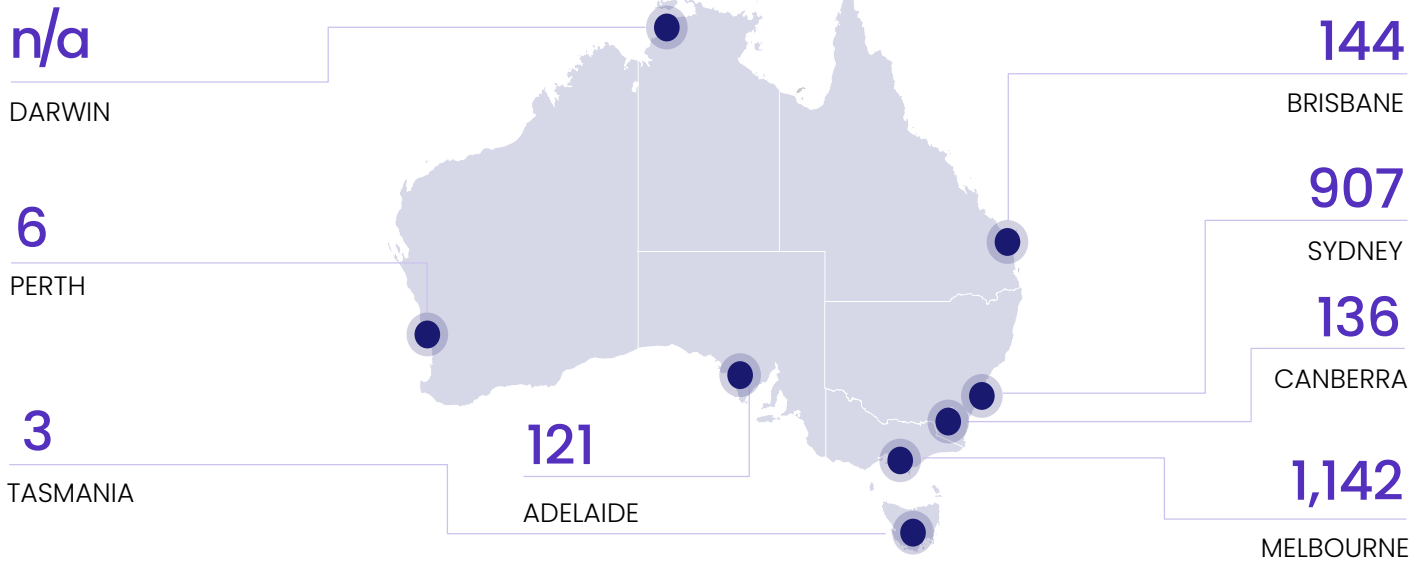 n/a
DARWIN
6
PERTH
3
TASMANIA
121
ADELAIDE
144
BRISBANE
907
SYDNEY
136
CANBERRA
1,142
MELBOURNE